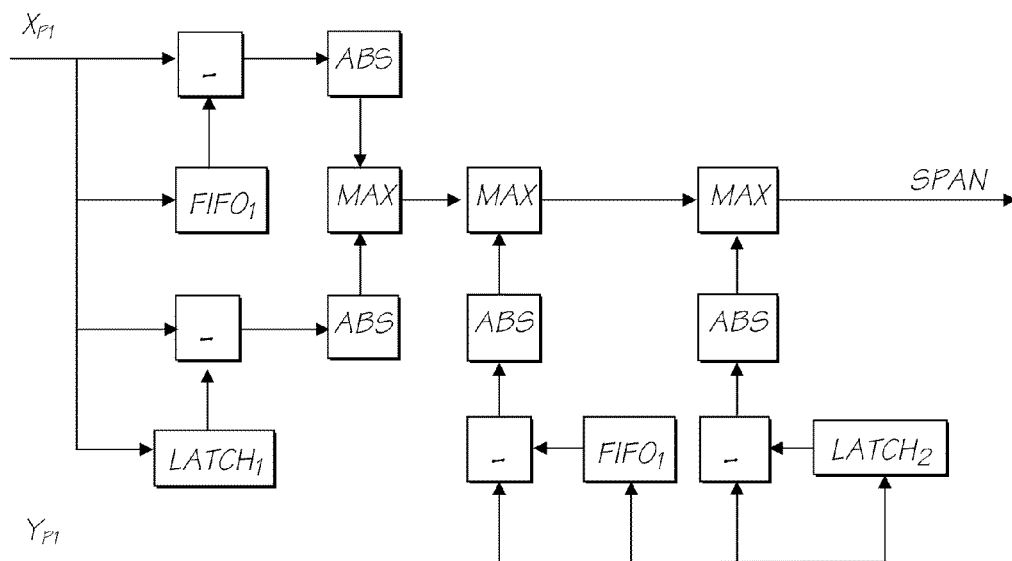 X_P1
-
ABS
FIFO₁
MAX
MAX
MAX
SPAN
-
ABS
ABS
ABS
LATCH₁
-
FIFO₁
-
LATCH₂
Y_P1